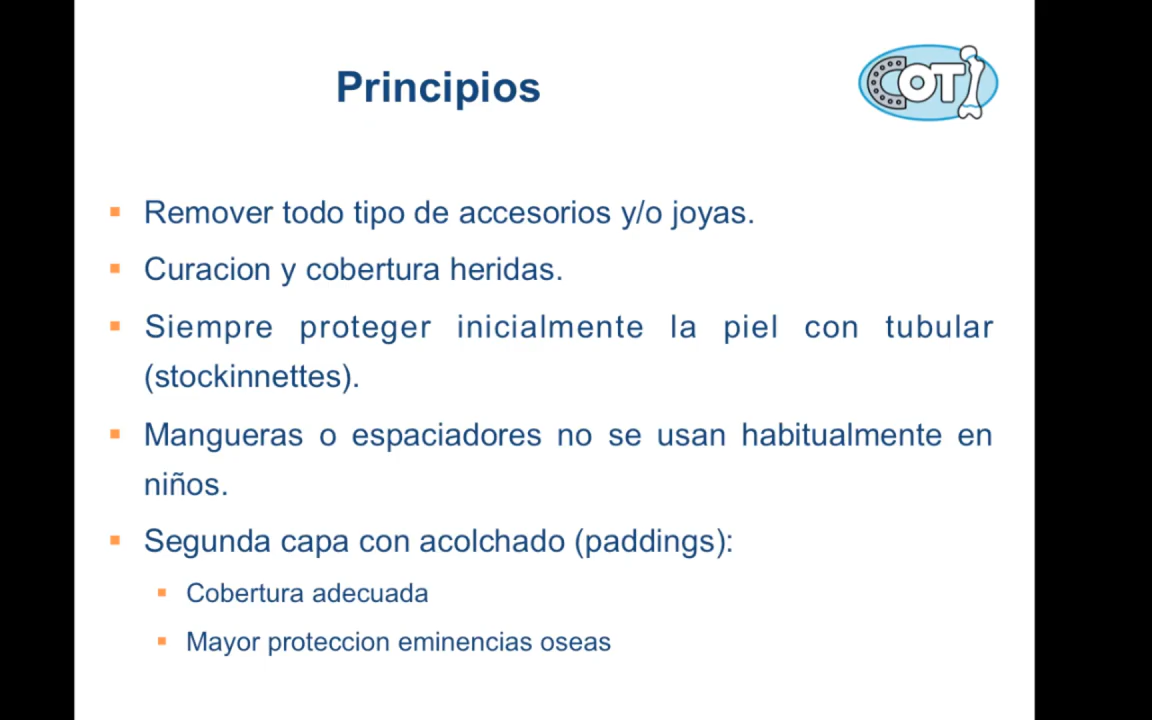 Principios
COTI
Remover todo tipo de accesorios y/o joyas.
Curacion y cobertura heridas.
Siempre proteger inicialmente la piel con tubular
(stockinnettes).
Mangueras o espaciadores no se usan habitualmente en
niños.
Segunda capa con acolchado (paddings):
Cobertura adecuada
Mayor proteccion eminencias oseas